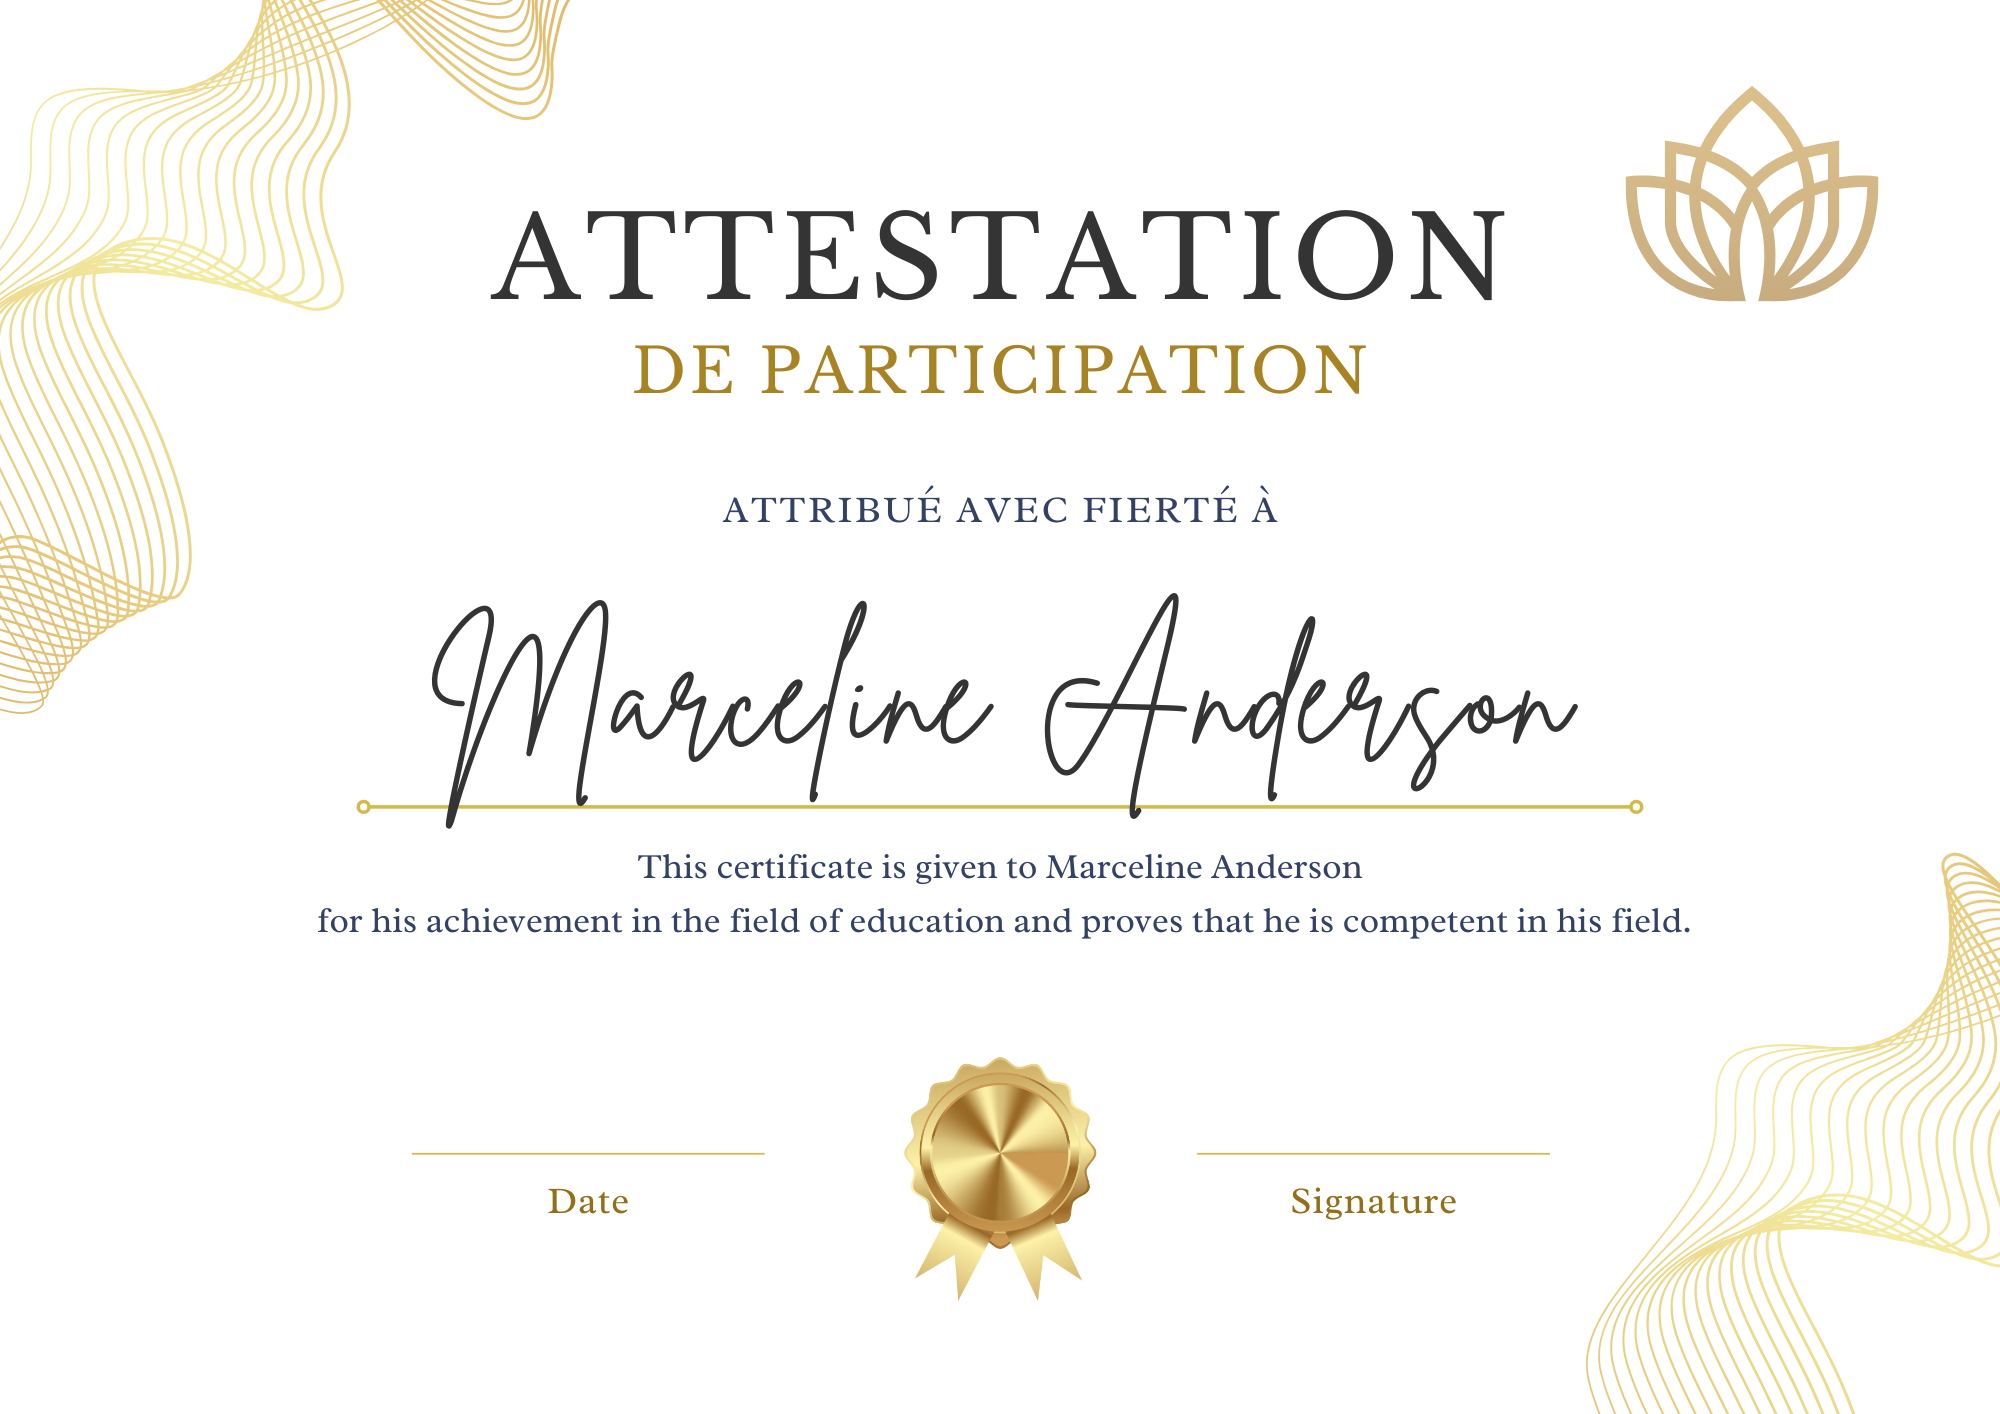 ATTESTATION
DE PARTICIPATION
ATTRIBUÉ AVEC FIERTÉ À
Marceline Anderson
This certificate is given to Marceline Anderson
for his achievement in the field of education and proves that he is competent in his field.
Date
Signature